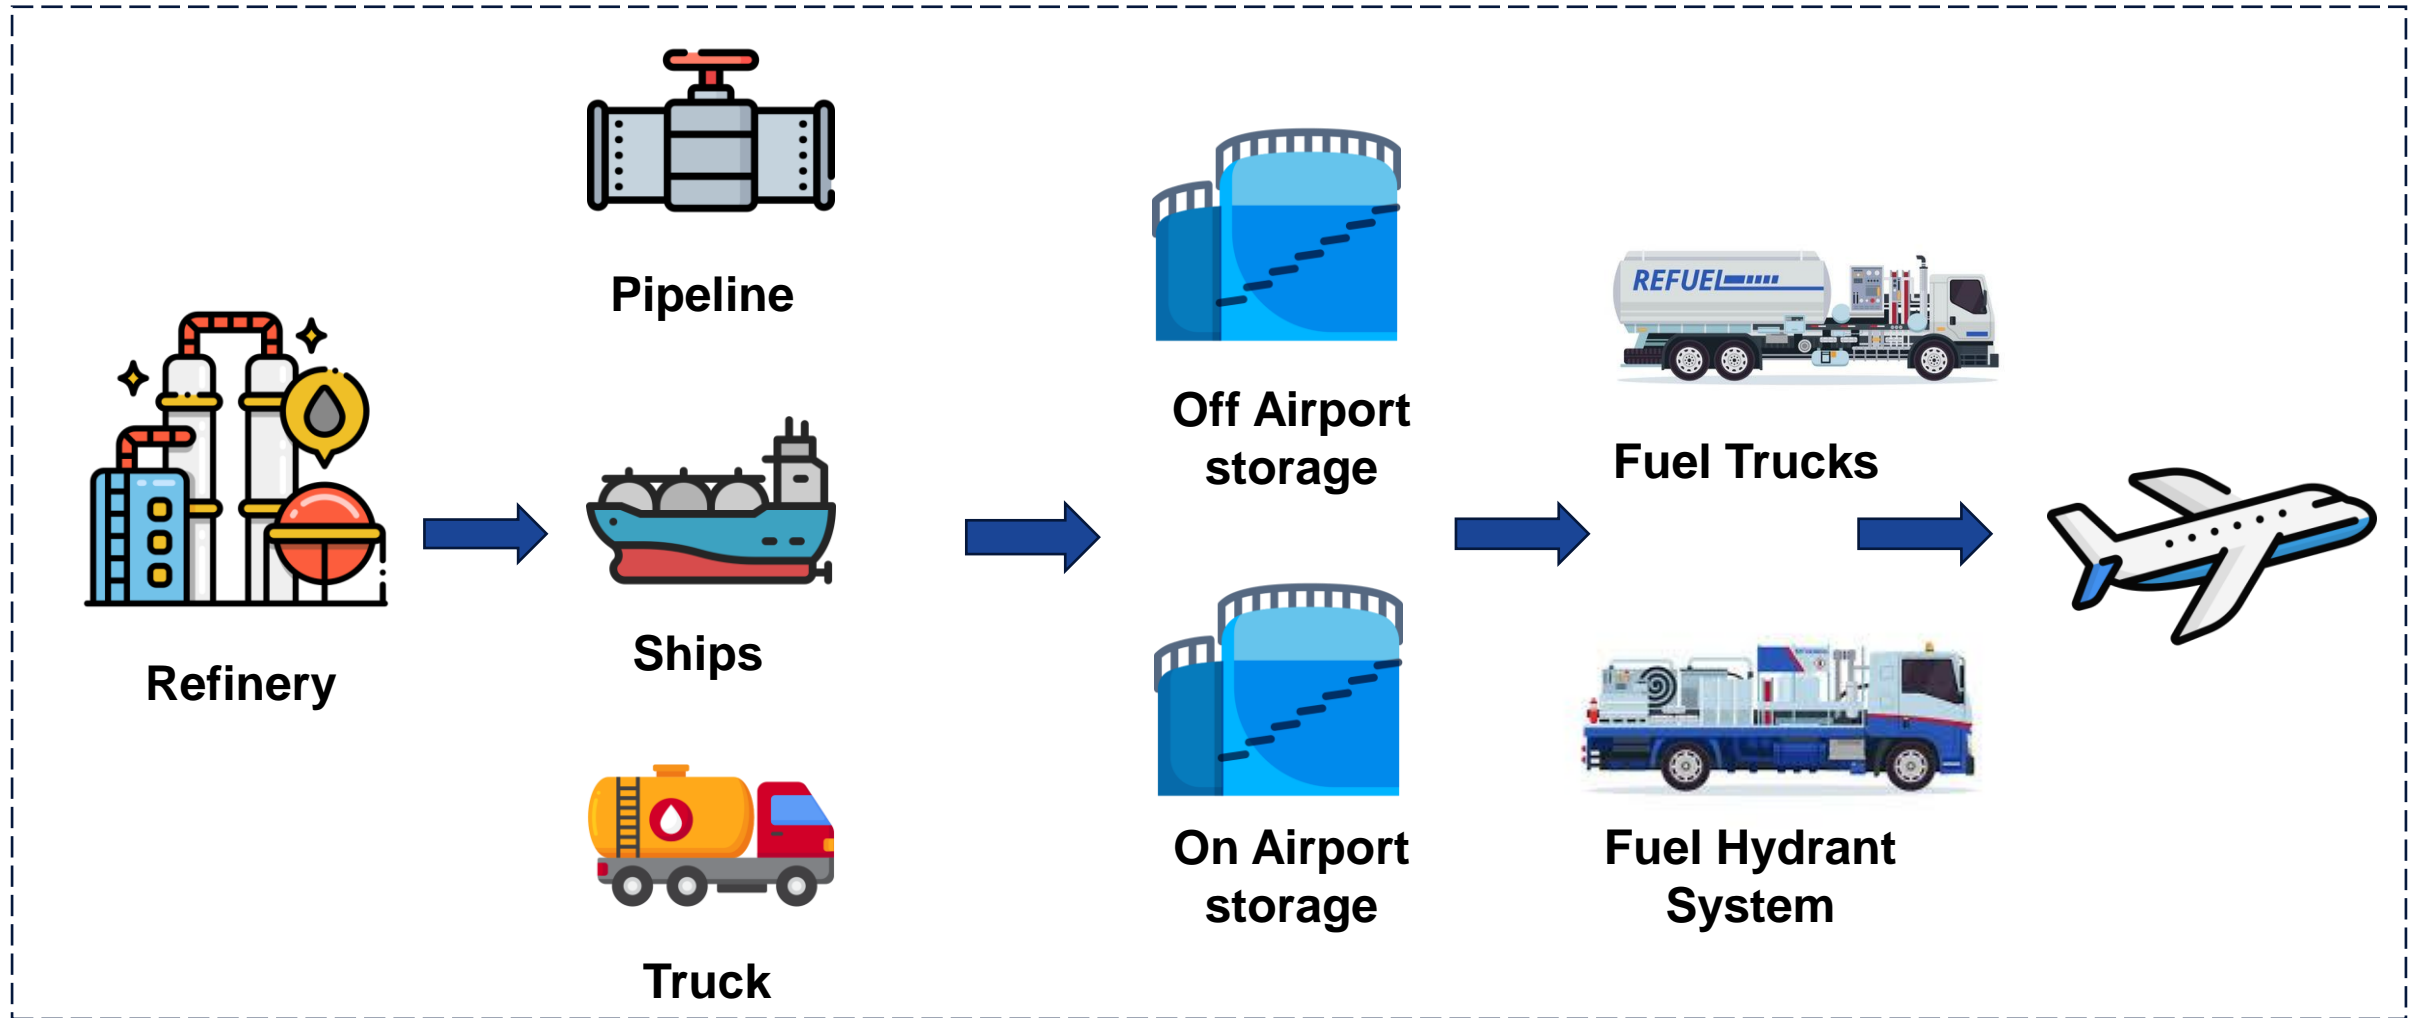 Pipeline
Refinery
Ships
Truck
Off Airport
storage
On Airport
storage
REFUEL
Fuel Trucks
Fuel Hydrant
System